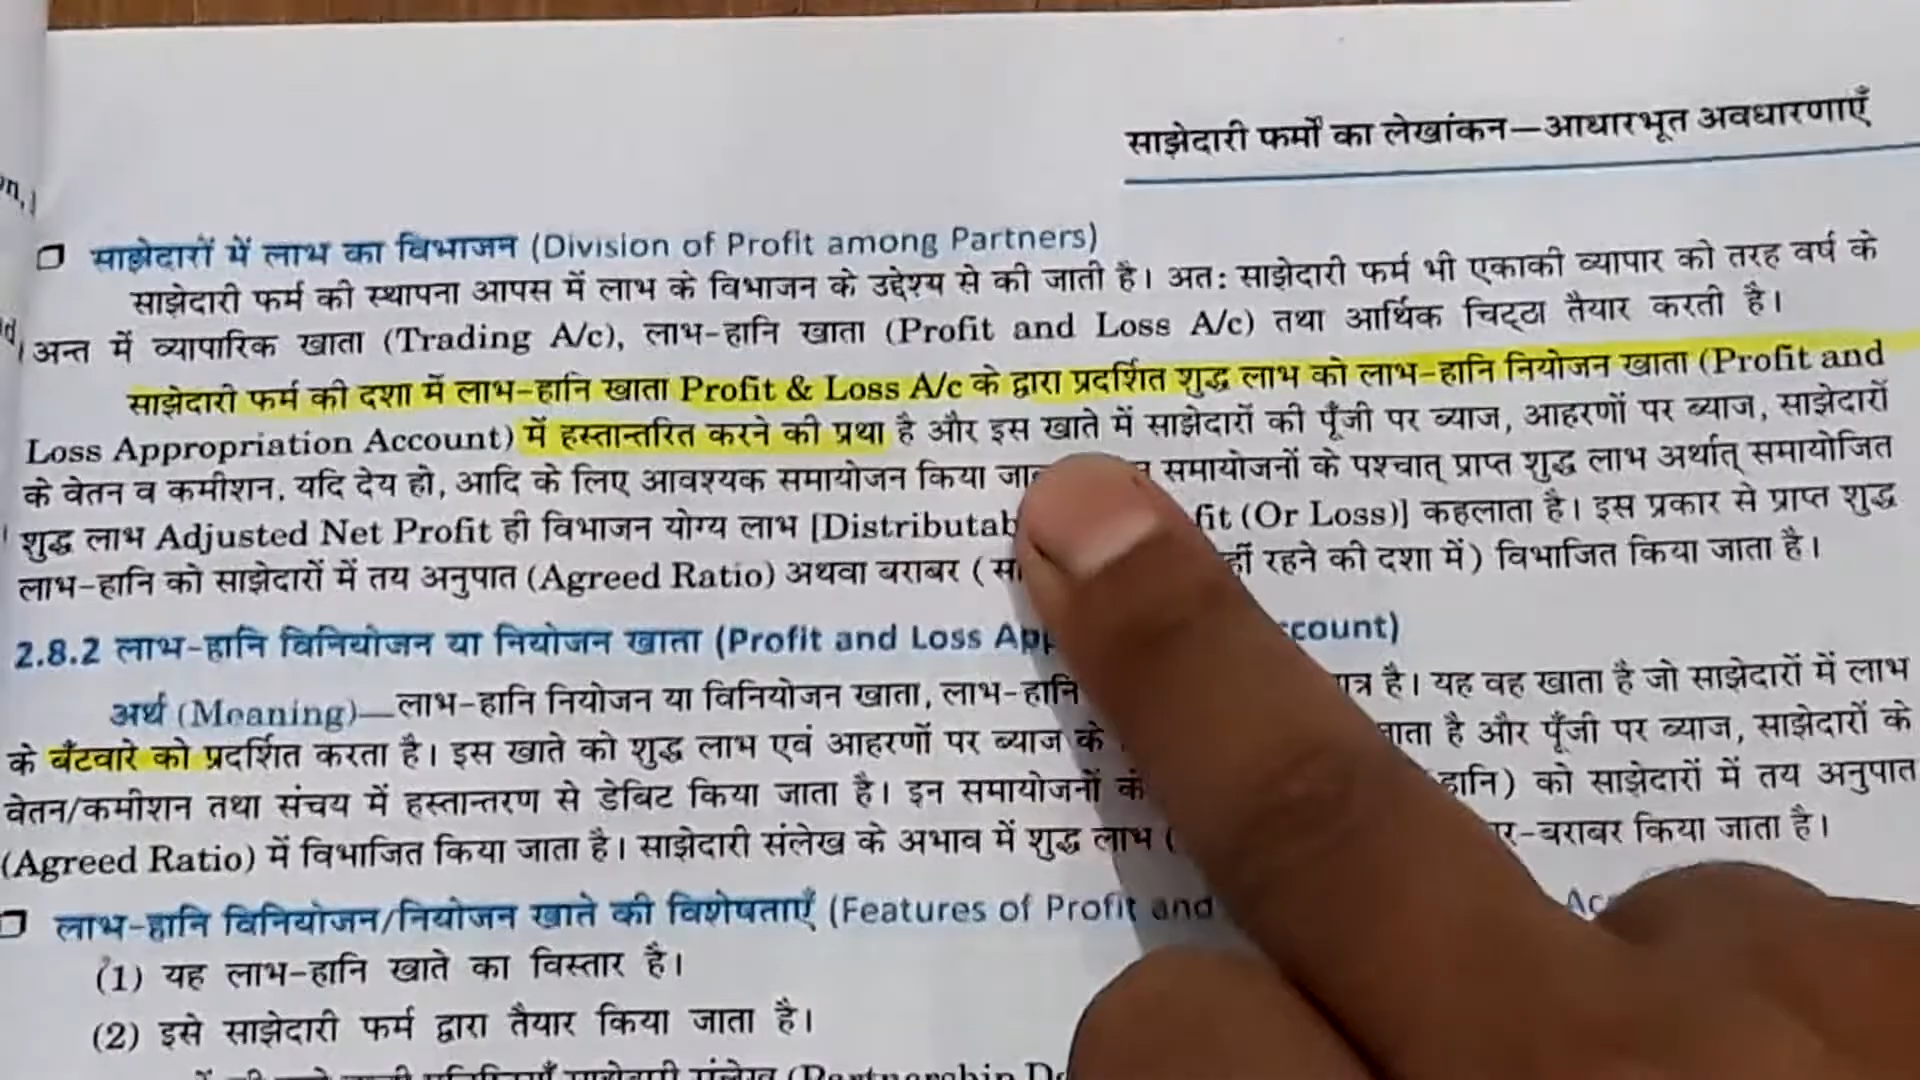 साझेदारी फर्मों का लेखांकन—आधारभूत अवधारणाएँ
साझेदारों में लाभ का विभाजन (Division of Profit among Partners)
साझेदारी फर्म की स्थापना आपस में लाभ के विभाजन के उद्देश्य से की जाती है। अतः साझेदारी फर्म भी एकाकी व्यापार को तरह वर्ष के
अन्त में व्यापारिक खाता (Trading A/c), लाभ-हानि खाता (Profit and Loss A/c) तथा आर्थिक चिट्ठा तैयार करती है।
साझेदारी फर्म की दशा में लाभ-हानि खाता Profit & Loss A/c के द्वारा प्रदर्शित शुद्ध लाभ को लाभ-हानि नियोजन खाता (Profit and
Loss Appropriation Account) में हस्तान्तरित करने की प्रथा है और इस खाते में साझेदारों की पूँजी पर ब्याज, आहरणों पर ब्याज, साझेदारों
के वेतन व कमीशन, यदि देय हो, आदि के लिए आवश्यक समायोजन किया समायोजनों के पश्चात् प्राप्त शुद्ध लाभ अर्थात् समायोजित
शुद्ध लाभ Adjusted Net Profit ही विभाजन योग्य लाभ (Or Loss)] कहलाता है। इस प्रकार से प्राप्त शुद्ध
लाभ-हानि को साझेदारों में तय अनुपात (Agreed Ratio) अथवा बराबर ( रहने की दशा में) विभाजित किया जाता है।
2.8.2 लाभ-हानि विनियोजन या नियोजन खाता (Profit and Loss
अर्थ (Meaning)—लाभ-हानि नियोजन या विनियोजन खाता, लाभ-हानि है। यह वह खाता है जो साझेदारों में लाभ
के बँटवारे को प्रदर्शित करता है। इस खाते को शुद्ध लाभ एवं आहरणों पर ब्याज के है और पूँजी पर ब्याज, साझेदारों के
वेतन/कमीशन तथा संचय में हस्तान्तरण से डेबिट किया जाता है। इन समायोजनों को साझेदारों में तय अनुपात
(Agreed Ratio) में विभाजित किया जाता है। साझेदारी संलेख के अभाव में शुद्ध लाभ ( किया जाता है।
लाभ-हानि विनियोजन/नियोजन खाते की विशेषताएँ (Features of Profit and
(1) यह लाभ-हानि खाते का विस्तार है।
(2) इसे साझेदारी फर्म द्वारा तैयार किया जाता है।